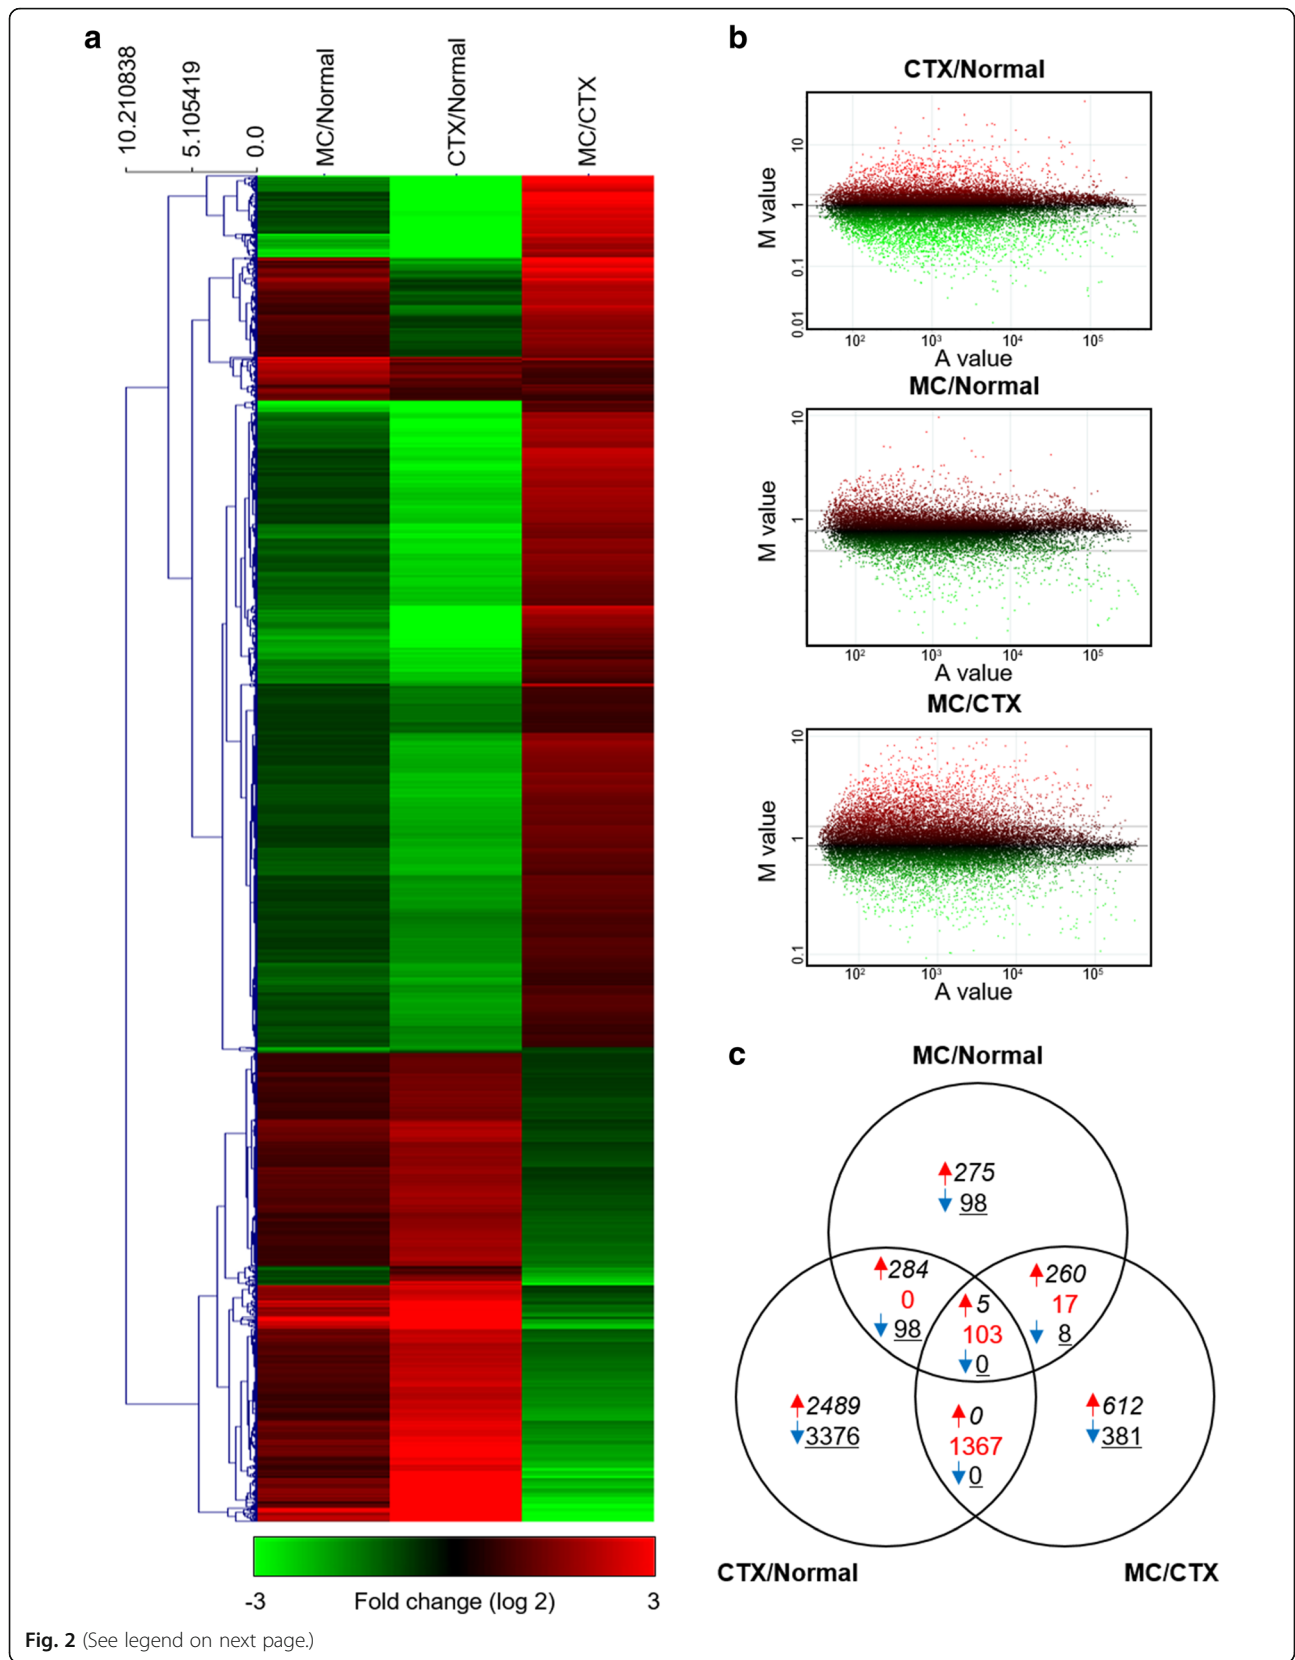 a
10.210838
5.105419
0.0
MC/Normal
CTX/Normal
MC/CTX
-3
Fold change (log 2)
3
b
CTX/Normal
M value
10
1
0.1
0.01
10²
10³
10⁴
10⁵
A value
MC/Normal
M value
10
1
10²
10³
10⁴
10⁵
A value
MC/CTX
M value
10
1
0.1
10²
10³
10⁴
10⁵
A value
c
MC/Normal
275
98
284
0
98
5
103
0
260
17
8
2489
3376
0
1367
0
612
381
CTX/Normal
MC/CTX
Fig. 2 (See legend on next page.)